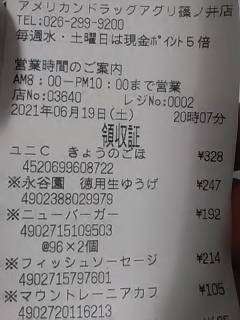 アメリカンドラッグアグリ篠ノ井店
TEL.026-299-9200
毎週水・土曜日は現金ポイント5倍
営業時間のご案内
AM8:00-PM10:00まで営業
店No:03640 レジNo:0002
2021年06月19日(土) 20時07分
領収証
ユニC きょうのごほ ¥328
4520699608722
※永谷園 徳用生ゆうげ ¥247
4902388029979
※ニューバーガー ¥192
4902715109503
@96×2個
※フィッシュソーセージ ¥214
4902715797601
※マウントレーニアカフ ¥105
4902720116213